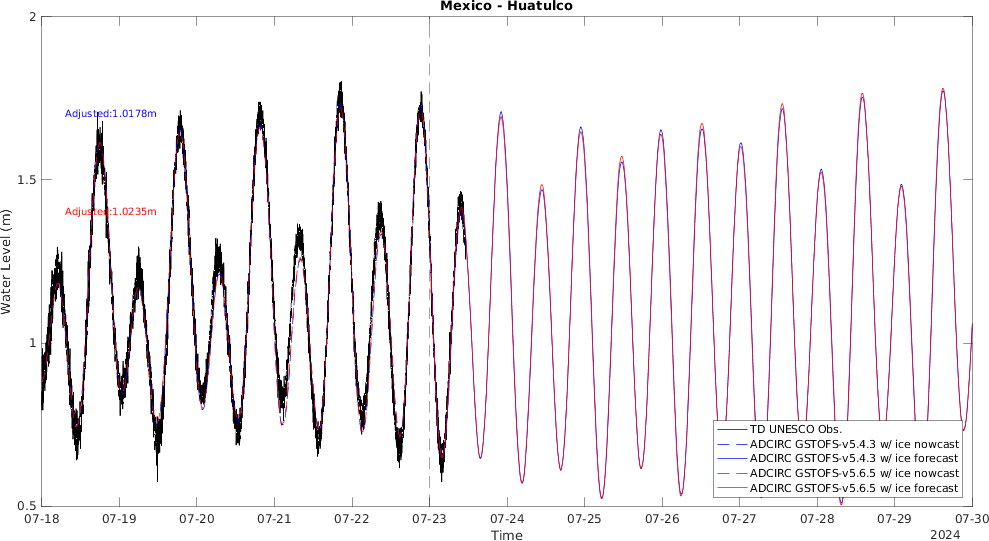 Mexico - Huatulco
Water Level (m)
2
1.5
1
0.5
Adjusted:1.0178m
Adjusted:1.0235m
TD UNESCO Obs.
ADCIRC GSTOFS-v5.4.3 w/ ice nowcast
ADCIRC GSTOFS-v5.4.3 w/ ice forecast
ADCIRC GSTOFS-v5.6.5 w/ ice nowcast
ADCIRC GSTOFS-v5.6.5 w/ ice forecast
07-18 07-19 07-20 07-21 07-22 07-23 07-24 07-25 07-26 07-27 07-28 07-29 07-30
Time
2024